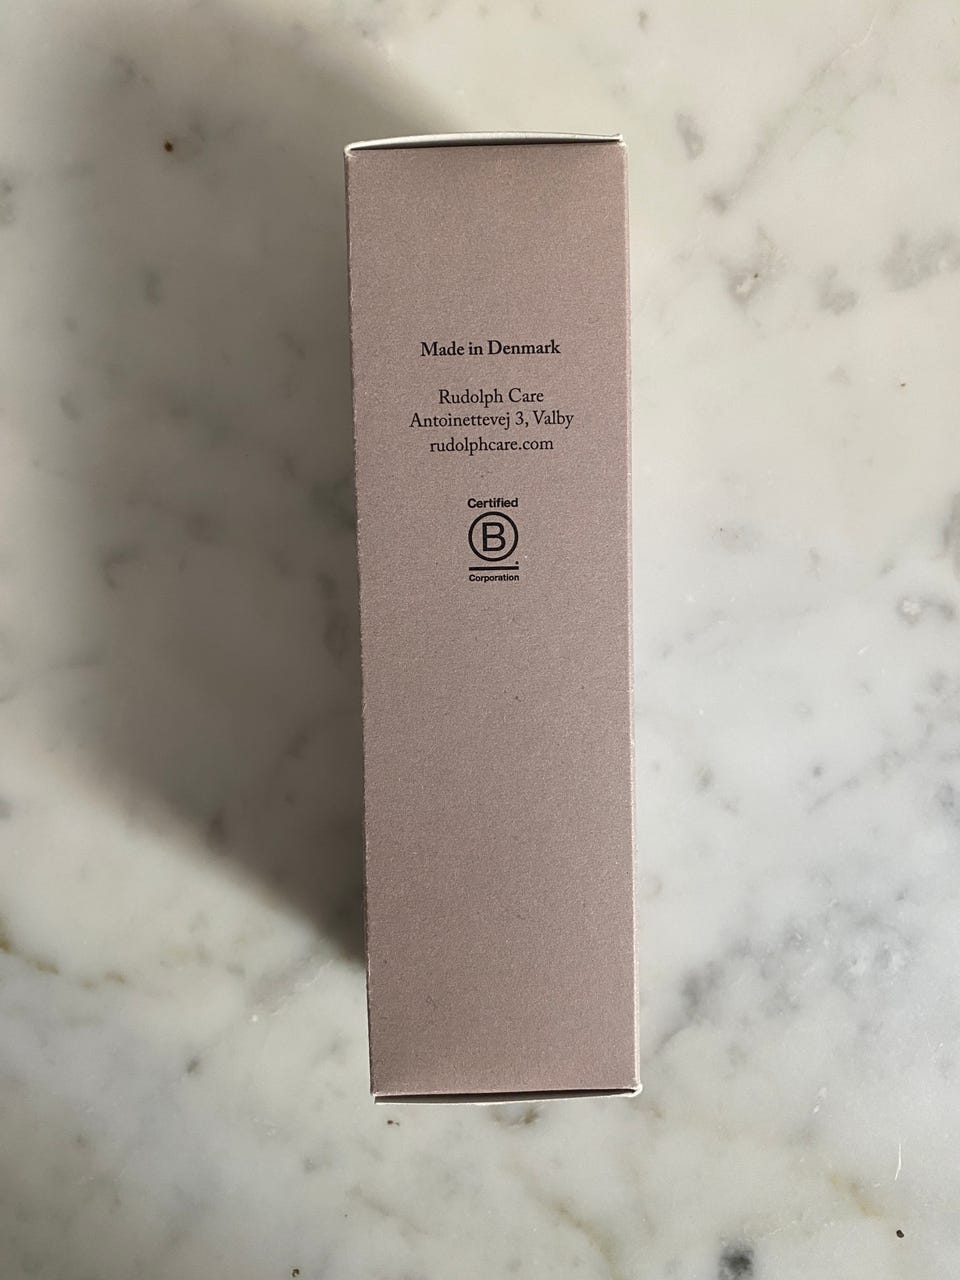 Made in Denmark
Rudolph Care
Antoinettevej 3, Valby
rudolphcare.com
Certified
B
Corporation